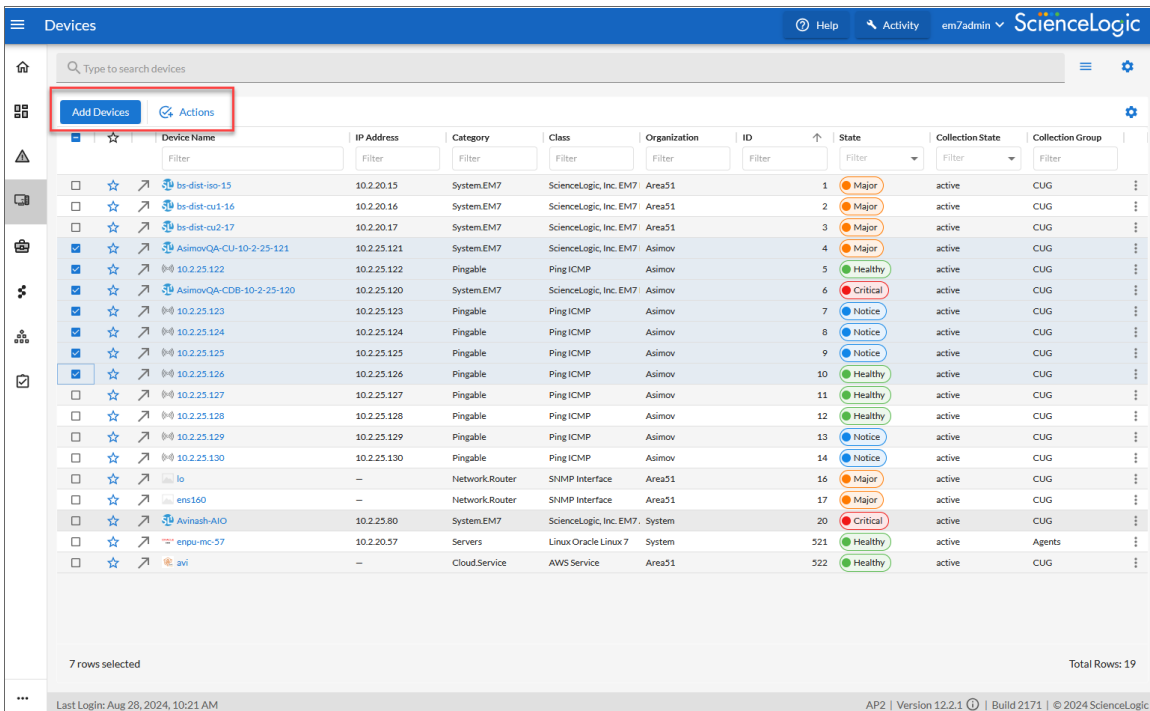 Devices
Help
Activity
em7admin
ScienceLogic
Type to search devices
Add Devices
Actions
Device Name IP Address Category Class Organization ID State Collection State Collection Group
Filter Filter Filter Filter Filter Filter Filter Filter Filter
bs-dist-iso-15 10.2.20.15 System.EM7 ScienceLogic, Inc. EM7 Area51 1 Major active CUG
bs-dist-cu1-16 10.2.20.16 System.EM7 ScienceLogic, Inc. EM7 Area51 2 Major active CUG
bs-dist-cu2-17 10.2.20.17 System.EM7 ScienceLogic, Inc. EM7 Area51 3 Major active CUG
AsimovQA-CU-10-2-25-121 10.2.25.121 System.EM7 ScienceLogic, Inc. EM7 Asimov 4 Major active CUG
10.2.25.122 10.2.25.122 Pingable Ping ICMP Asimov 5 Healthy active CUG
AsimovQA-CDB-10-2-25-120 10.2.25.120 System.EM7 ScienceLogic, Inc. EM7 Asimov 6 Critical active CUG
10.2.25.123 10.2.25.123 Pingable Ping ICMP Asimov 7 Notice active CUG
10.2.25.124 10.2.25.124 Pingable Ping ICMP Asimov 8 Notice active CUG
10.2.25.125 10.2.25.125 Pingable Ping ICMP Asimov 9 Notice active CUG
10.2.25.126 10.2.25.126 Pingable Ping ICMP Asimov 10 Healthy active CUG
10.2.25.127 10.2.25.127 Pingable Ping ICMP Asimov 11 Healthy active CUG
10.2.25.128 10.2.25.128 Pingable Ping ICMP Asimov 12 Healthy active CUG
10.2.25.129 10.2.25.129 Pingable Ping ICMP Asimov 13 Notice active CUG
10.2.25.130 10.2.25.130 Pingable Ping ICMP Asimov 14 Notice active CUG
lo – Network.Router SNMP Interface Area51 16 Major active CUG
ens160 – Network.Router SNMP Interface Area51 17 Major active CUG
Avinash-AIO 10.2.25.80 System.EM7 ScienceLogic, Inc. EM7. System 20 Critical active CUG
enpu-mc-57 10.2.20.57 Servers Linux Oracle Linux 7 System 521 Healthy active Agents
avi – Cloud.Service AWS Service Area51 522 Healthy active CUG
7 rows selected
Total Rows: 19
Last Login: Aug 28, 2024, 10:21 AM
AP2 | Version 12.2.1 | Build 2171 | © 2024 ScienceLogic